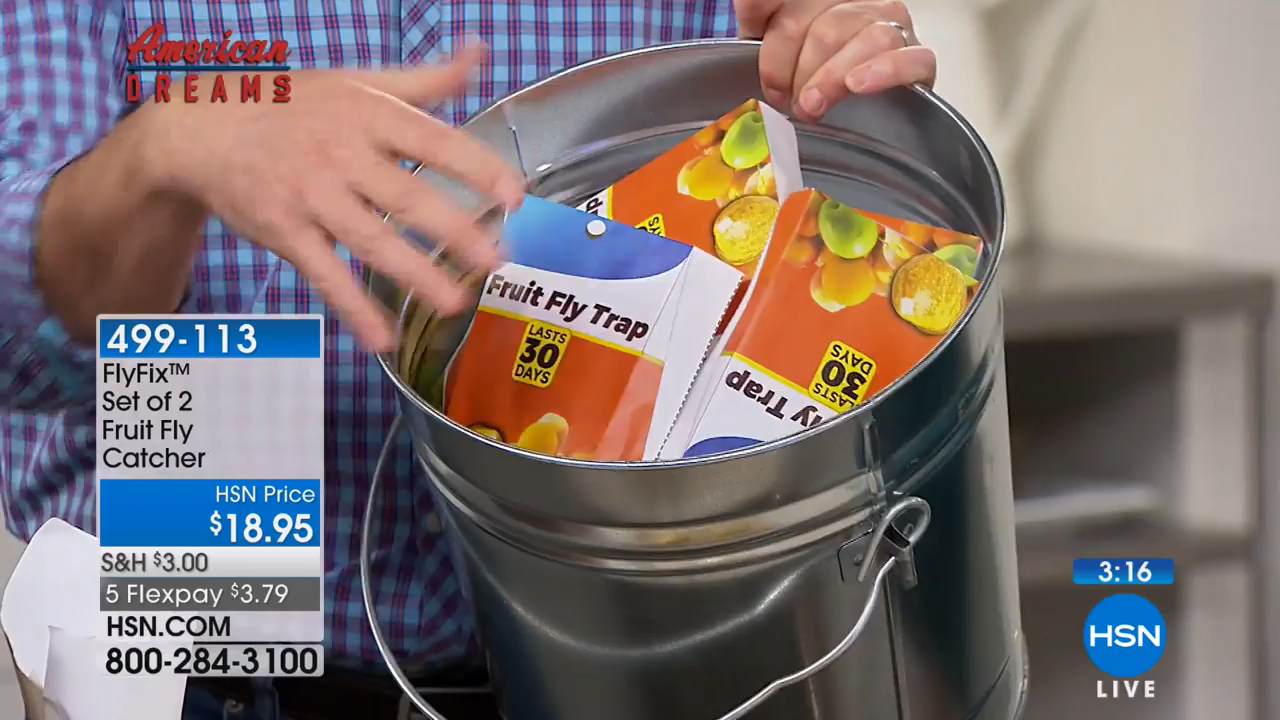 American
DREAMS
499-113
FlyFix™
Set of 2
Fruit Fly
Catcher
HSN Price
$18.95
S&H $3.00
5 Flexpay $3.79
HSN.COM
800-284-3100
Fruit Fly Trap
LASTS
30
DAYS
ly Trap
LASTS
30
DAYS
3:16
HSN
LIVE